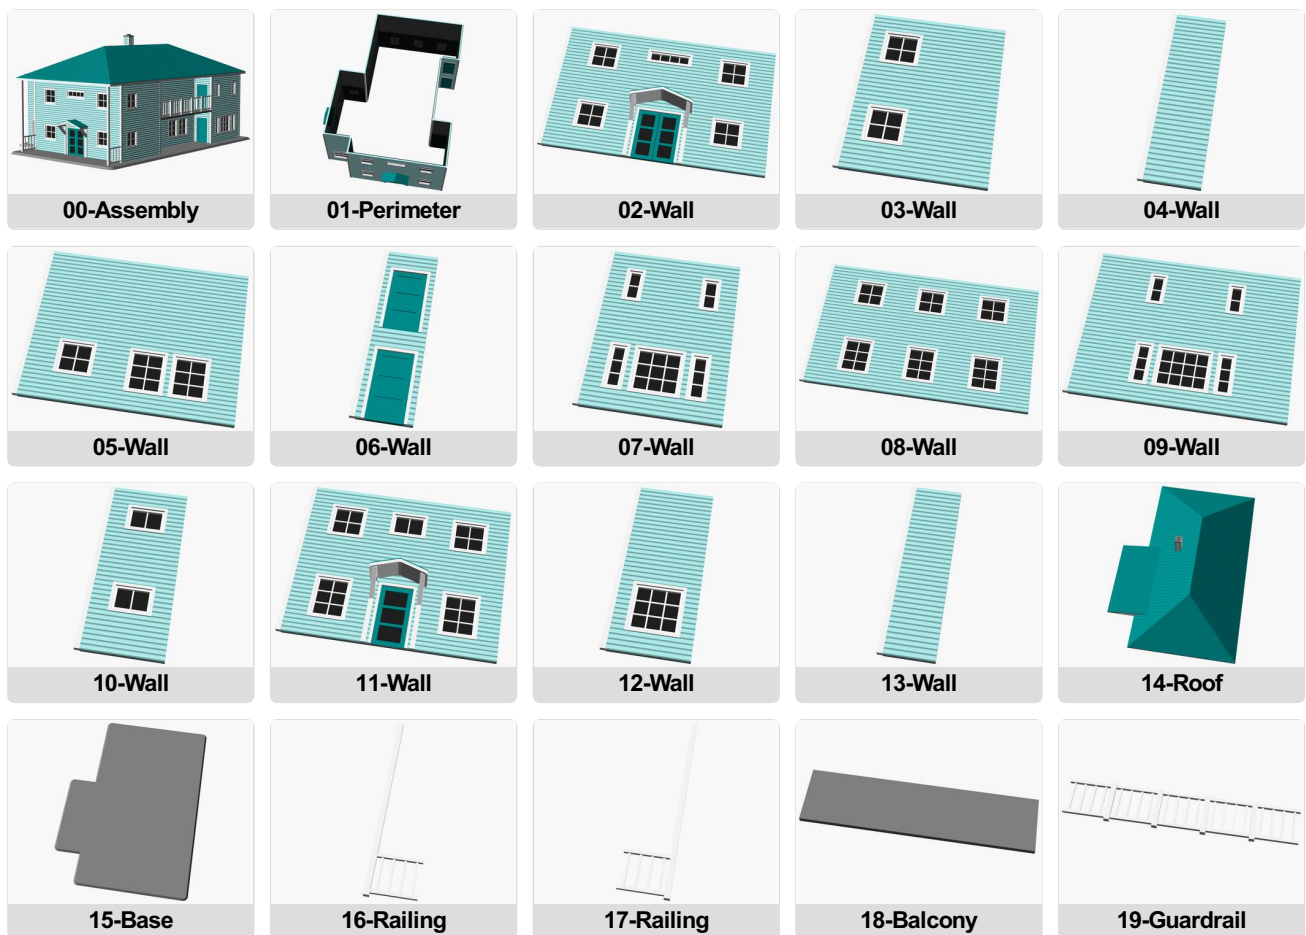 00-Assembly
01-Perimeter
02-Wall
03-Wall
04-Wall
05-Wall
06-Wall
07-Wall
08-Wall
09-Wall
10-Wall
11-Wall
12-Wall
13-Wall
14-Roof
15-Base
16-Railing
17-Railing
18-Balcony
19-Guardrail